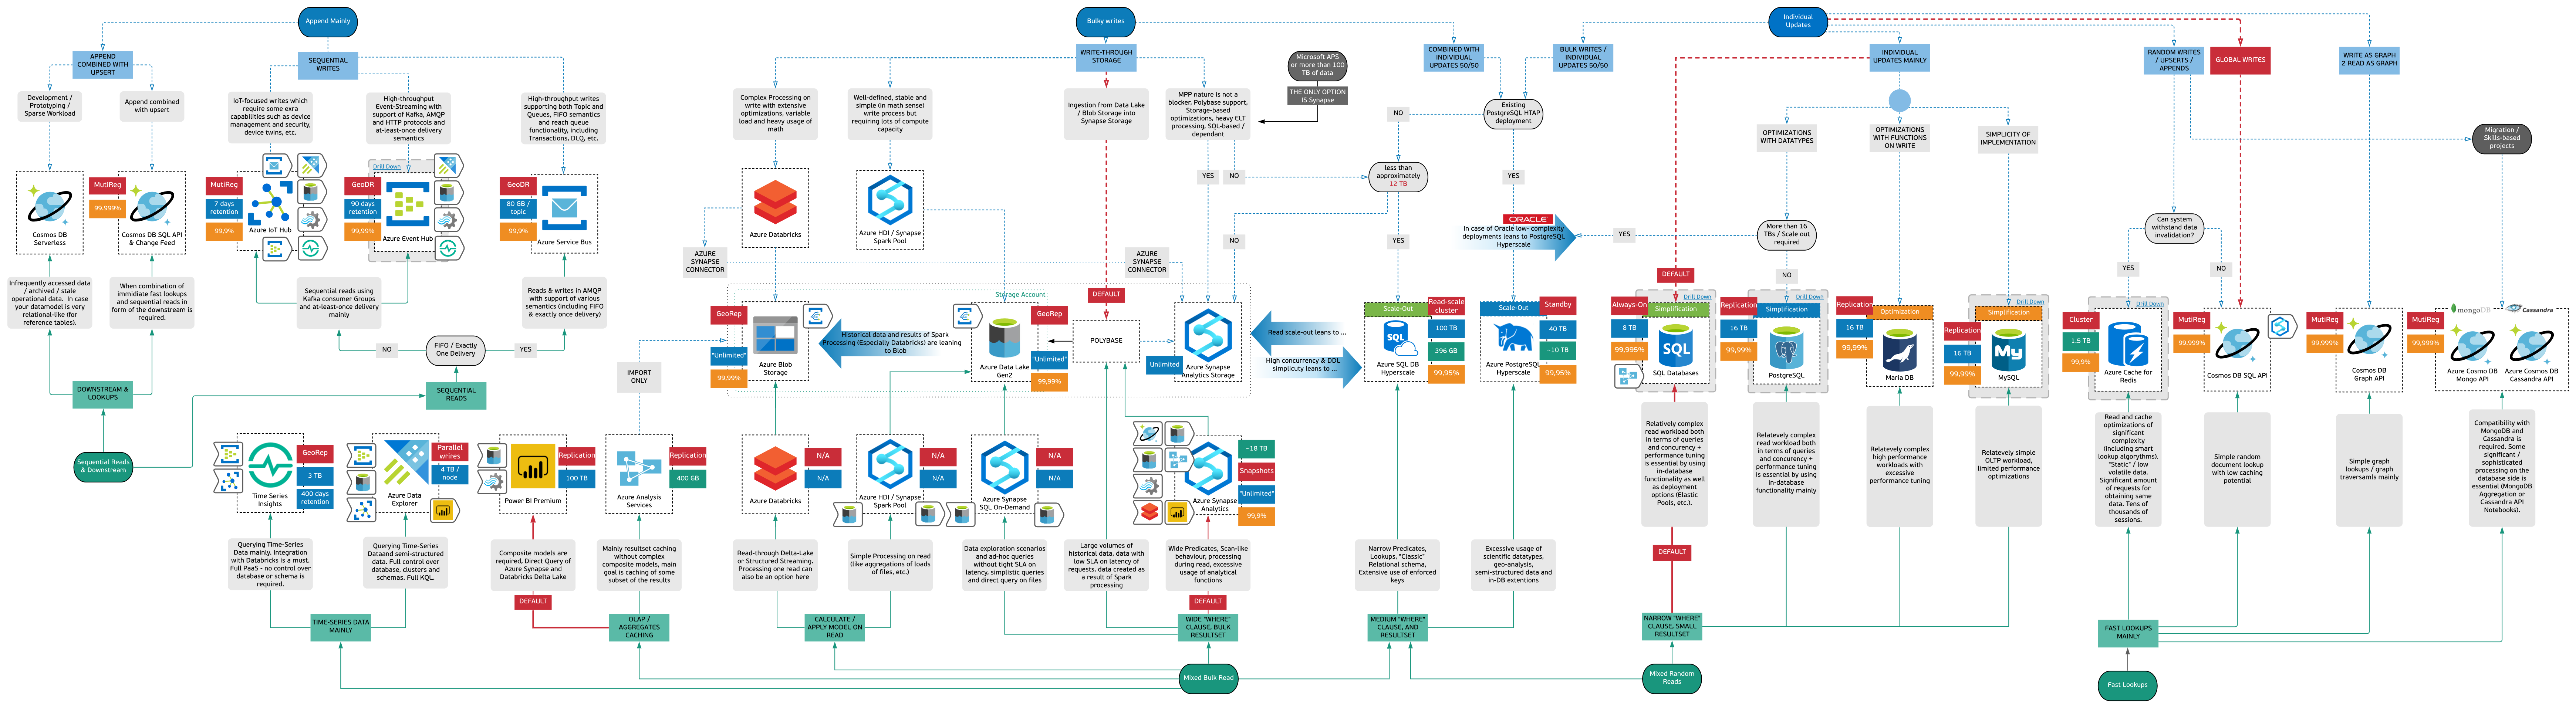 Append Mainly
Bulky writes
Individual
Updates
APPEND
COMBINED WITH
UPSERT
SEQUENTIAL
WRITES
WRITE-THROUGH
STORAGE
Microsoft APS
or more than 100
TB of data
THE ONLY OPTION
IS Synapse
COMBINED WITH
INDIVIDUAL
UPDATES 50/50
BULK WRITES /
INDIVIDUAL
UPDATES 50/50
INDIVIDUAL
UPDATES MAINLY
RANDOM WRITES
/ UPSERTS /
APPENDS
GLOBAL WRITES
WRITE AS GRAPH
2 READ AS GRAPH
Development /
Prototyping /
Sparse Workload
Append combined
with upsert
IoT-focused writes which
require some exra
capabilities such as device
management and security,
device twins, etc.
High-throughput
Event-Streaming with
support of Kafka, AMQP
and HTTP protocols and
at-least-once delivery
semantics
High-throughput writes
supporting both Topic and
Queues, FIFO semantics
and reach queue
functionality, including
Transactions, DLQ, etc.
Complex Processing on
write with extensive
optimizations, variable
load and heavy usage of
math
Well-defined, stable and
simple (in math sense)
write process but
requiring lots of compute
capacity
Ingestion from Data Lake
/ Blob Storage into
Synapse Storage
MPP nature is not a
blocker, Polybase support,
Storage-based
optimizations, heavy ELT
processing, SQL-based /
dependant
NO
Existing
PostgreSQL HTAP
deployment
OPTIMIZATIONS
WITH DATATYPES
OPTIMIZATIONS
WITH FUNCTIONS
ON WRITE
SIMPLICITY OF
IMPLEMENTATION
Migration /
Skills-based
projects
less than
approximately
12 TB
YES
NO
YES
MutiReg
99.999%
Cosmos DB
Serverless
Cosmos DB SQL API
& Change Feed
MutiReg
7 days
retention
99,9%
Azure IoT Hub
Drill Down
GeoDR
90 days
retention
99,99%
Azure Event Hub
GeoDR
80 GB /
topic
99,9%
Azure Service Bus
Azure Databricks
Azure HDI / Synapse
Spark Pool
NO
YES
ORACLE
In case of Oracle low- complexity
deployments leans to PostgreSQL
Hyperscale
YES
More than 16
TBs / Scale out
required
NO
Can system
withstand data
invalidation?
YES
NO
AZURE
SYNAPSE
CONNECTOR
AZURE
SYNAPSE
CONNECTOR
DEFAULT
DEFAULT
Infrequently accessed data
/ archived / stale
operational data. In case
your datamodel is very
relational-like (for
reference tables).
When combination of
immidiate fast lookups
and sequential reads in
form of the downstream is
required.
Sequential reads using
Kafka consumer Groups
and at-least-once delivery
mainly
Reads & writes in AMQP
with support of various
semantics (including FIFO
& exactly once delivery)
NO
FIFO / Exactly
One Delivery
YES
Storage Account
GeoRep
"Unlimited"
99,99%
Azure Blob
Storage
Historical data and results of Spark
Processing (Especially Databricks) are leaning
to Blob
Azure Data Lake
Gen2
GeoRep
"Unlimited"
99,99%
POLYBASE
Unlimited
Azure Synapse
Analytics Storage
Read scale-out leans to ...
High concurrency & DDL
simplicuty leans to ...
Scale-Out
Read-scale
cluster
100 TB
396 GB
99,95%
Azure SQL DB
Hyperscale
Scale-Out
Standby
40 TB
~10 TB
99,95%
Azure PostgreSQL
Hyperscale
Always-On
8 TB
99,995%
Drill Down
Simplification
SQL
SQL Databases
Replication
16 TB
99,99%
Drill Down
Simplification
PostgreSQL
Replication
16 TB
99,99%
Optimization
Maria DB
Replication
16 TB
99,99%
Drill Down
Simplification
My
MySQL
Cluster
1.5 TB
99,9%
Drill Down
Azure Cache for
Redis
MutiReg
99,999%
Cosmos DB SQL API
MutiReg
99,999%
Cosmos DB
Graph API
MutiReg
99,999%
mongoDB
Cassandra
Azure Cosmo DB
Mongo API
Azure Cosmos DB
Cassandra API
IMPORT
ONLY
DOWNSTREAM &
LOOKUPS
SEQUENTIAL
READS
Sequential Reads
& Downstream
GeoRep
3 TB
400 days
retention
Time Series
Insights
Parallel
wires
4 TB /
node
Azure Data
Explorer
Replication
100 TB
Power BI Premium
Replication
400 GB
Azure Analysis
Services
N/A
N/A
Azure Databricks
N/A
N/A
Azure HDI / Synapse
Spark Pool
N/A
N/A
Azure Synapse
SQL On-Demand
~18 TB
Snapshots
"Unlimited"
99,9%
Azure Synapse
Analytics
Relatively complex
read workload both
in terms of queries
and concurency +
performance tuning
is essential by using
in-database
functionality as well
as deployment
options (Elastic
Pools, etc.).
Relatevely complex
read workload both
in terms of queries
and concurency +
performance tuning
is essential by using
in-database
functionality mainly
Relatevely complex
high performance
workloads with
excessive
performance tuning
Relatively simple
OLTP workload,
limited performance
optimizations
Read and cache
optimizations of
significant
complexity
(including smart
lookup algorythms).
"Static" / low
volatile data.
Significant amount
of requests for
obtaining same
data. Tens of
thousands of
sessions.
Simple random
document lookup
with low caching
potential
Simple graph
lookups / graph
traversamls mainly
Compatibility with
MongoDB and
Cassandra is
required. Some
significant /
sophisticated
processing on the
database side is
essential (MongoDB
Aggregation or
Cassandra API
Notebooks).
Querying Time-Series
Data mainly. Integration
with Databricks is a must.
Full PaaS - no control over
database or schema is
required.
Querying Time-Series
Dataand semi-structured
data. Full control over
database, clusters and
schemas. Full KQL.
Composite models are
required, Direct Query of
Azure Synapse and
Databricks Delta Lake
Mainly resultset caching
without complex
composite models, main
goal is caching of some
subset of the results
Read-through Delta-Lake
or Structured Streaming.
Processing one read can
also be an option here
Simple Processing on read
(like aggregations of loads
of files, etc.)
Data exploration scenarios
and ad-hoc queries
without tight SLA on
latency, simplistic queries
and direct query on files
Large volumes of
historical data, data with
low SLA on latency of
requests, data created as
a result of Spark
processing
Wide Predicates, Scan-like
behaviour, processing
during read, excessive
usage of analytical
functions
Narrow Predicates,
Lookups, "Classic"
Relational schema,
Extensive use of enforced
keys
Excessive usage of
scientific datatypes,
geo-analysis,
semi-structured data and
in-DB extentions
DEFAULT
DEFAULT
DEFAULT
TIME-SERIES DATA
MAINLY
OLAP /
AGGREGATES
CACHING
CALCULATE /
APPLY MODEL ON
READ
WIDE "WHERE"
CLAUSE, BULK
RESULTSET
MEDIUM "WHERE"
CLAUSE, AND
RESULTSET
NARROW "WHERE"
CLAUSE, SMALL
RESULTSET
FAST LOOKUPS
MAINLY
Mixed Bulk Read
Mixed Random
Reads
Fast Lookups